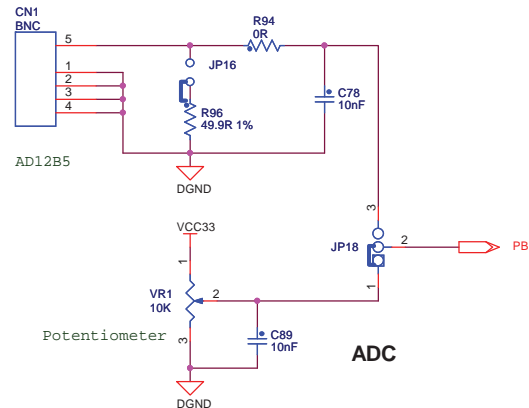 CN1
BNC
5
1
2
3
4
AD12B5
R94
0R
JP16
R96
49.9R 1%
C78
10nF
DGND
3
JP18
2
PB
1
VCC33
1
VR1
10K
2
Potentiometer
3
C89
10nF
ADC
DGND